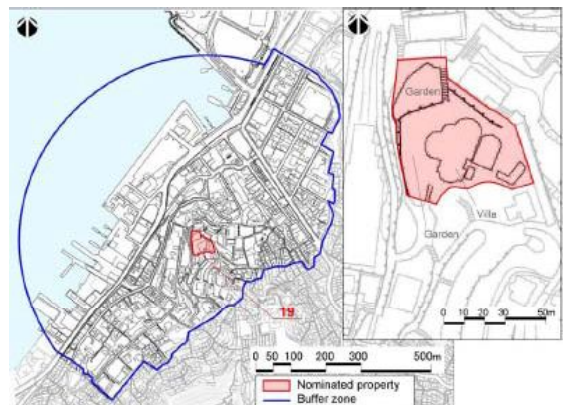 19
0 50 100 200 300 500m
Nominated property
Buffer zone
Garden
Villa
Garden
0 10 20 30 50m